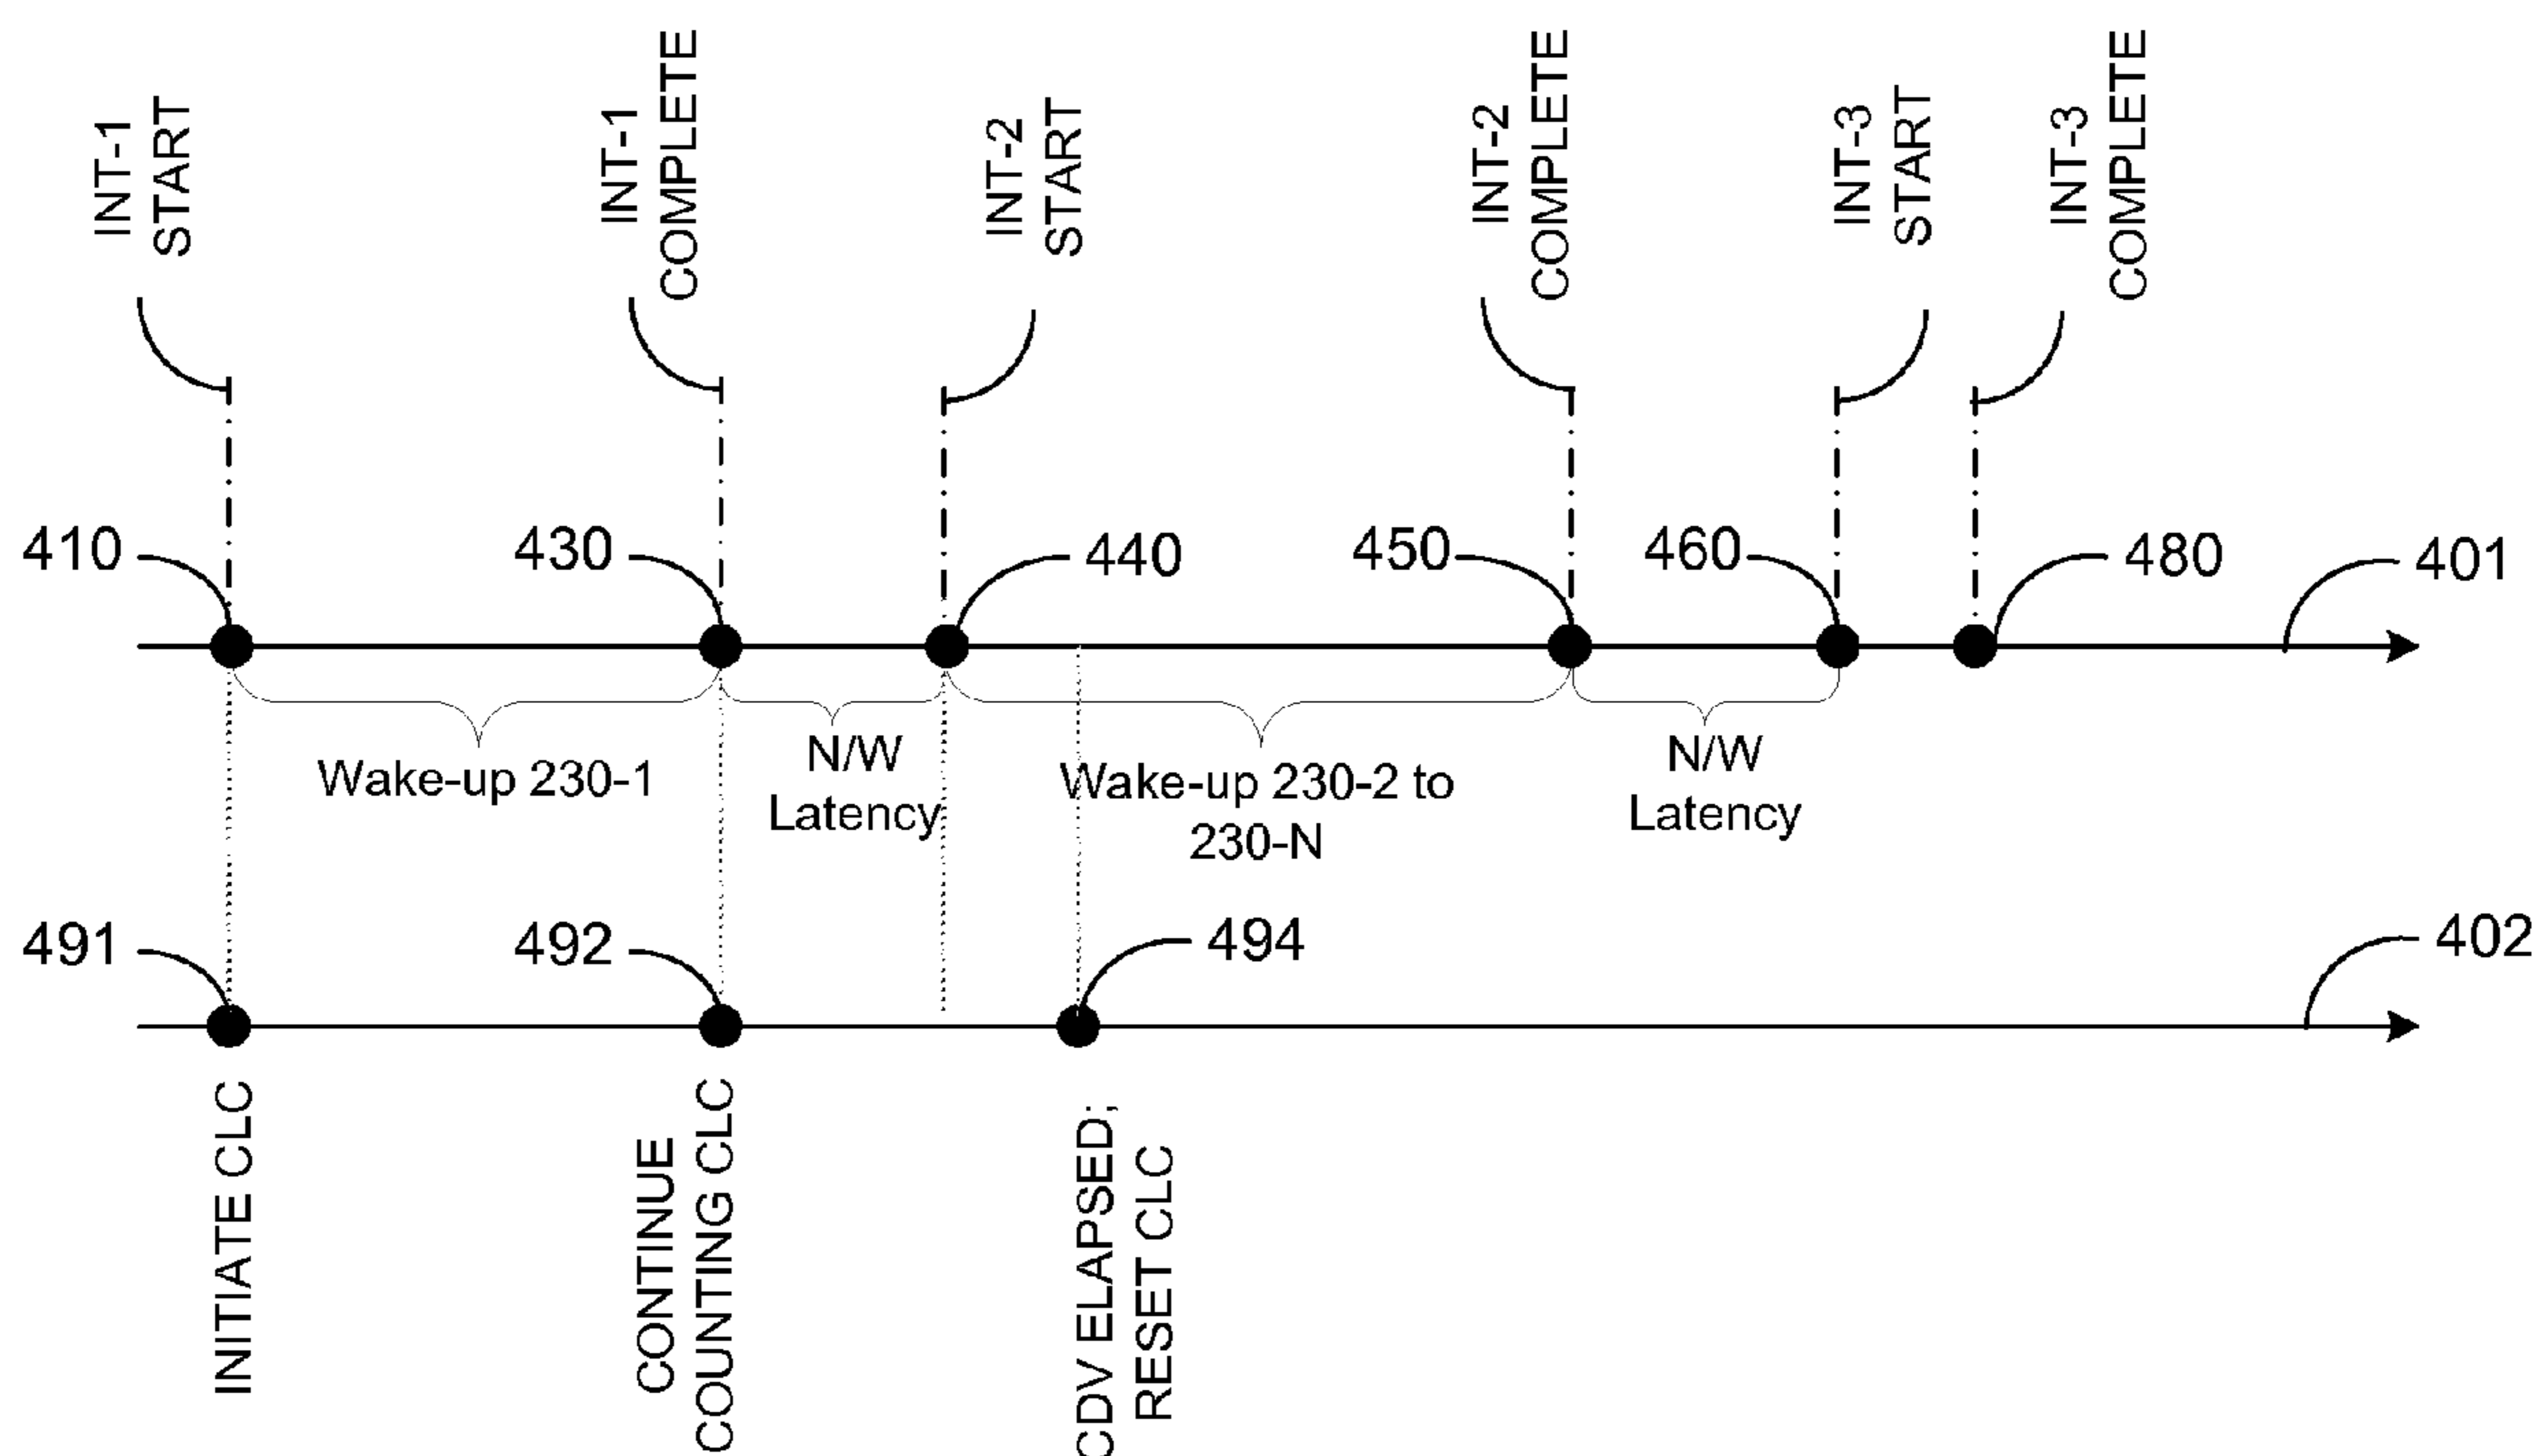 INT-1
START
INT-1
COMPLETE
INT-2
START
INT-2
COMPLETE
INT-3
START
INT-3
COMPLETE
410
430
440
450
460
480
401
Wake-up 230-1
N/W
Latency
Wake-up 230-2 to
230-N
N/W
Latency
491
492
494
402
INITIATE CLC
CONTINUE
COUNTING CLC
CDV ELAPSED;
RESET CLC